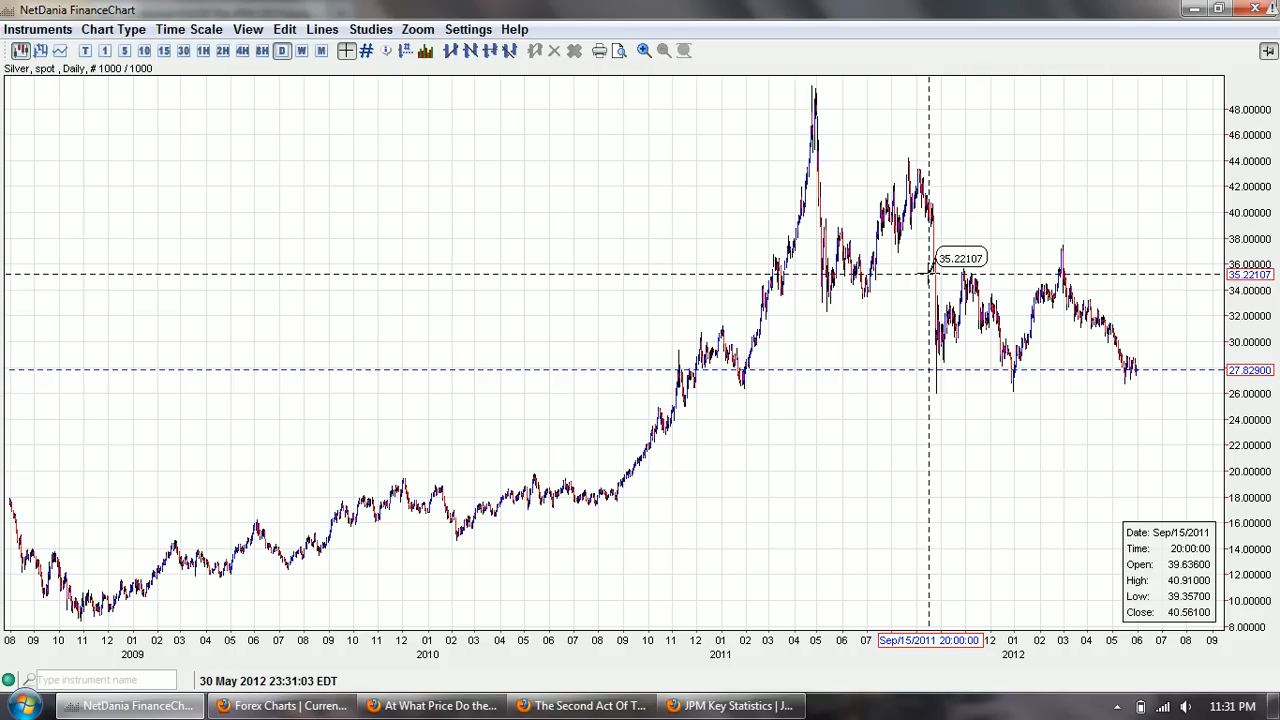 NetDania FinanceChart
Instruments Chart Type Time Scale View Edit Lines Zoom Studies Settings Help
T 1 5 10 15 30 1H 2H 4H 8H D W M
Silver, spot , Daily, # 1000 / 1000
48.00000
46.00000
44.00000
42.00000
40.00000
38.00000
36.00000
35.22107
35.22107
34.00000
32.00000
30.00000
27.82900
26.00000
24.00000
22.00000
20.00000
18.00000
16.00000
14.00000
12.00000
10.00000
8.00000
Date: Sep/15/2011
Time: 20:00:00
Open: 39.63600
High: 40.91000
Low: 39.35700
Close: 40.56100
08 09 10 11 12 01 02 03 04 05 06 07 08 09 10 11 12 01 02 03 04 05 06 07 08 09 10 11 12 01 02 03 04 05 06 07 Sep/15/2011 20:00:00 12 01 02 03 04 05 06 07 08 09
2009 2010 2011 2012
Type instrument name 30 May 2012 23:31:03 EDT
NetDania FinanceCh... Forex Charts | Curren... At What Price Do the... The Second Act Of T... JPM Key Statistics | J... 11:31 PM